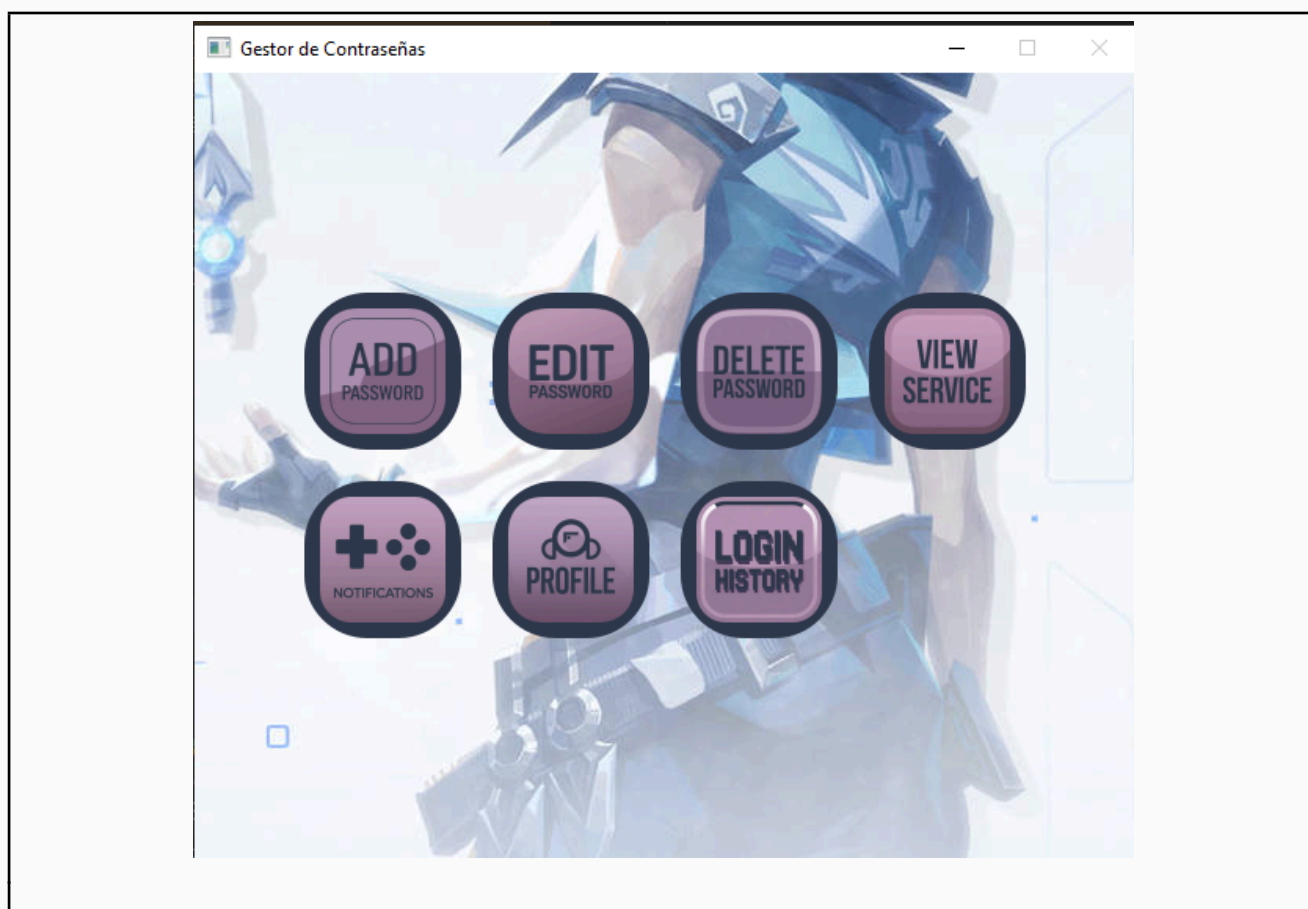 Gestor de Contraseñas
ADD
PASSWORD
EDIT
PASSWORD
DELETE
PASSWORD
VIEW
SERVICE
NOTIFICATIONS
PROFILE
LOGIN
HISTORY